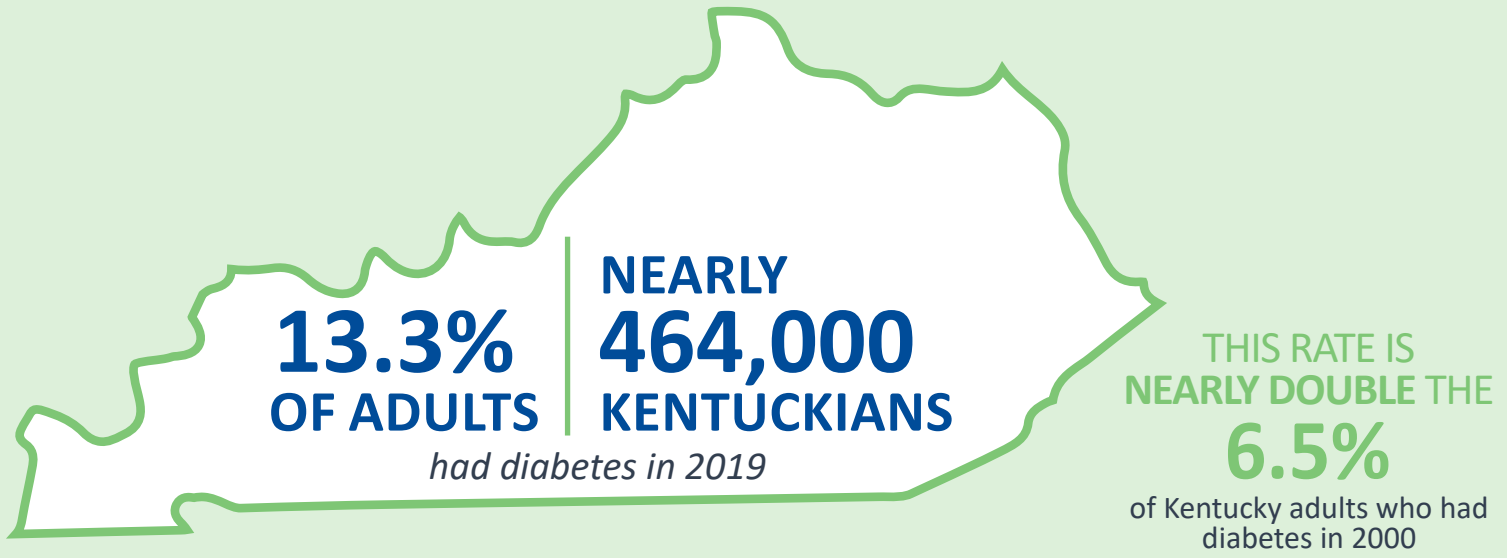 13.3%
OF ADULTS
NEARLY
464,000
KENTUCKIANS
had diabetes in 2019
THIS RATE IS
NEARLY DOUBLE THE
6.5%
of Kentucky adults who had
diabetes in 2000